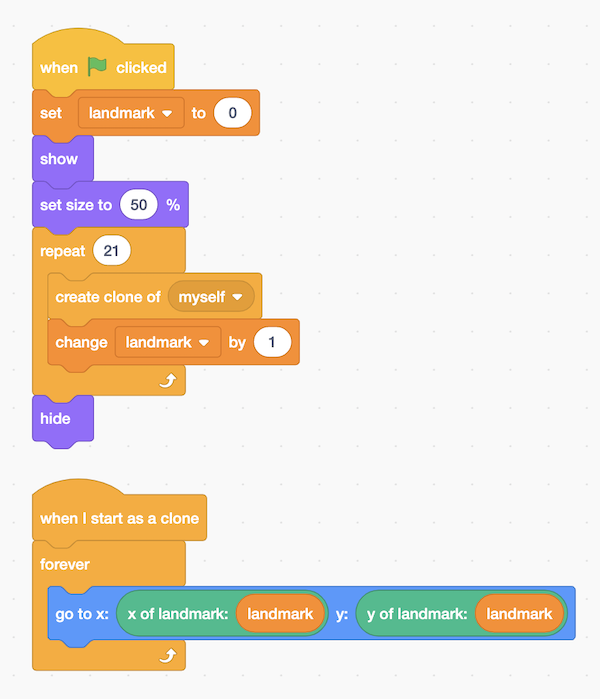 when clicked
set landmark to 0
show
set size to 50 %
repeat 21
create clone of myself
change landmark by 1
hide
when I start as a clone
forever
go to x: x of landmark: landmark y: y of landmark: landmark